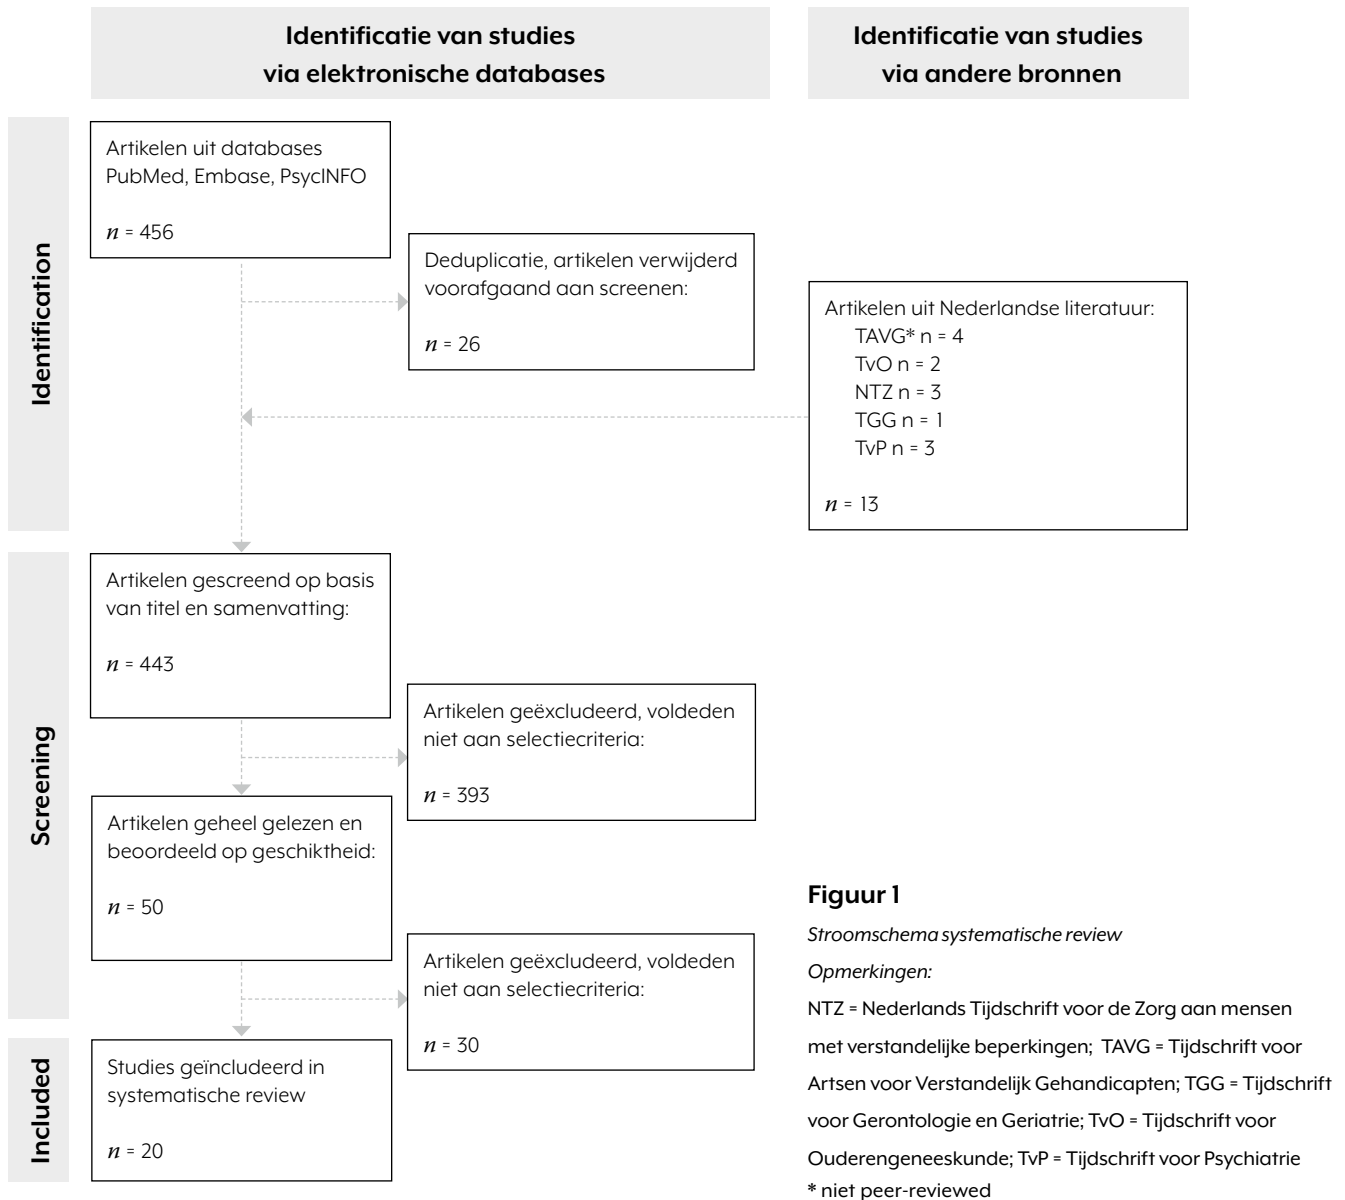 Identificatie van studies
via elektronische databases
Identificatie van studies
via andere bronnen
Identification
Artikelen uit databases
PubMed, Embase, PsycINFO
n = 456
Deduplicatie, artikelen verwijderd
voorafgaand aan screenen:
n = 26
Artikelen uit Nederlandse literatuur:
TAVG* n = 4
TvO n = 2
NTZ n = 3
TGG n = 1
TvP n = 3
n = 13
Screening
Artikelen gescreend op basis
van titel en samenvatting:
n = 443
Artikelen geëxcludeerd, voldeden
niet aan selectiecriteria:
n = 393
Artikelen geheel gelezen en
beoordeeld op geschiktheid:
n = 50
Artikelen geëxcludeerd, voldeden
niet aan selectiecriteria:
n = 30
Included
Studies geïncludeerd in
systematische review
n = 20
Figuur 1
Stroomschema systematische review
Opmerkingen:
NTZ = Nederlands Tijdschrift voor de Zorg aan mensen
met verstandelijke beperkingen; TAVG = Tijdschrift voor
Artsen voor Verstandelijk Gehandicapten; TGG = Tijdschrift
voor Gerontologie en Geriatrie; TvO = Tijdschrift voor
Ouderengeneeskunde; TvP = Tijdschrift voor Psychiatrie
* niet peer-reviewed